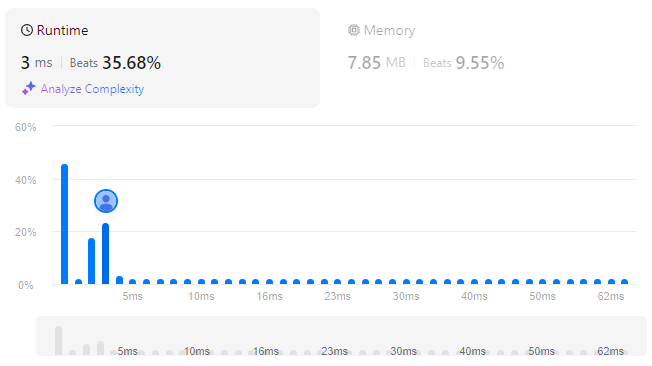 Runtime
3 ms Beats 35.68%
Analyze Complexity
Memory
7.85 MB Beats 9.55%
60%
40%
20%
0%
5ms 10ms 16ms 23ms 30ms 40ms 50ms 62ms
5ms 10ms 16ms 23ms 30ms 40ms 50ms 62ms